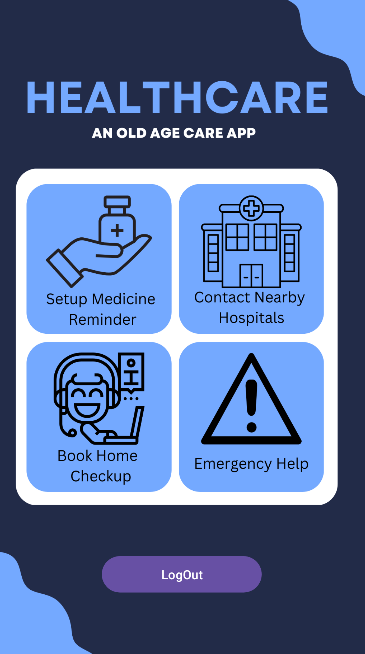 HEALTHCARE
AN OLD AGE CARE APP
Setup Medicine
Reminder
Contact Nearby
Hospitals
Book Home
Checkup
Emergency Help
LogOut